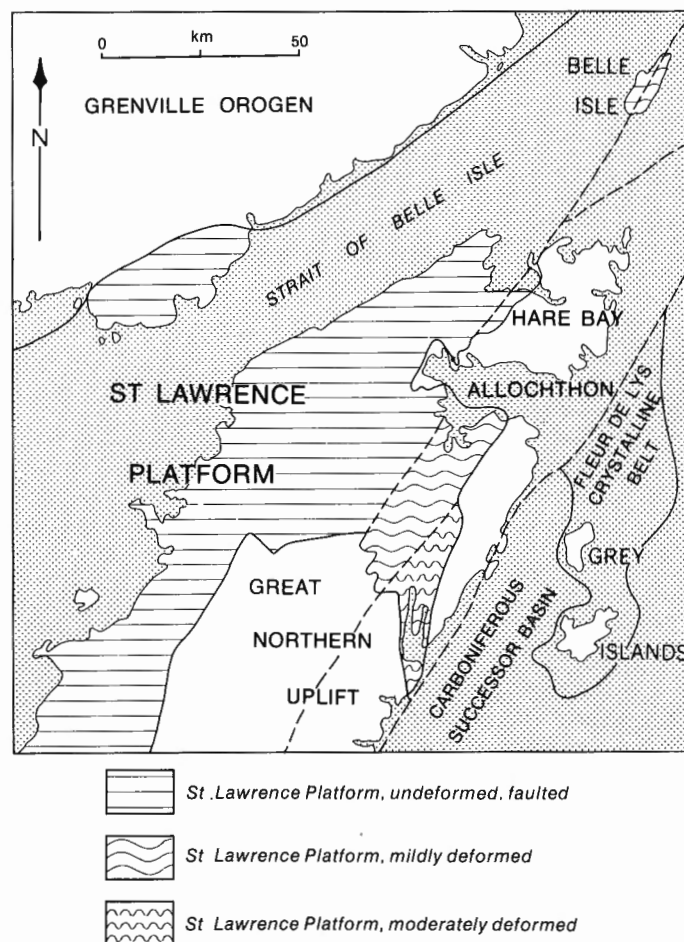 km
0 50
GRENVILLE OROGEN
N
BELLE
ISLE
STRAIT OF BELLE ISLE
HARE BAY
ALLOCHTHON
ST LAWRENCE
PLATFORM
FLEUR DE LYS
CRYSTALLINE
BELT
GREY
ISLANDS
GREAT
NORTHERN
UPLIFT
CARBONIFEROUS
SUCCESSOR BASIN
St. Lawrence Platform, undeformed, faulted
St Lawrence Platform, mildly deformed
St Lawrence Platform, moderately deformed